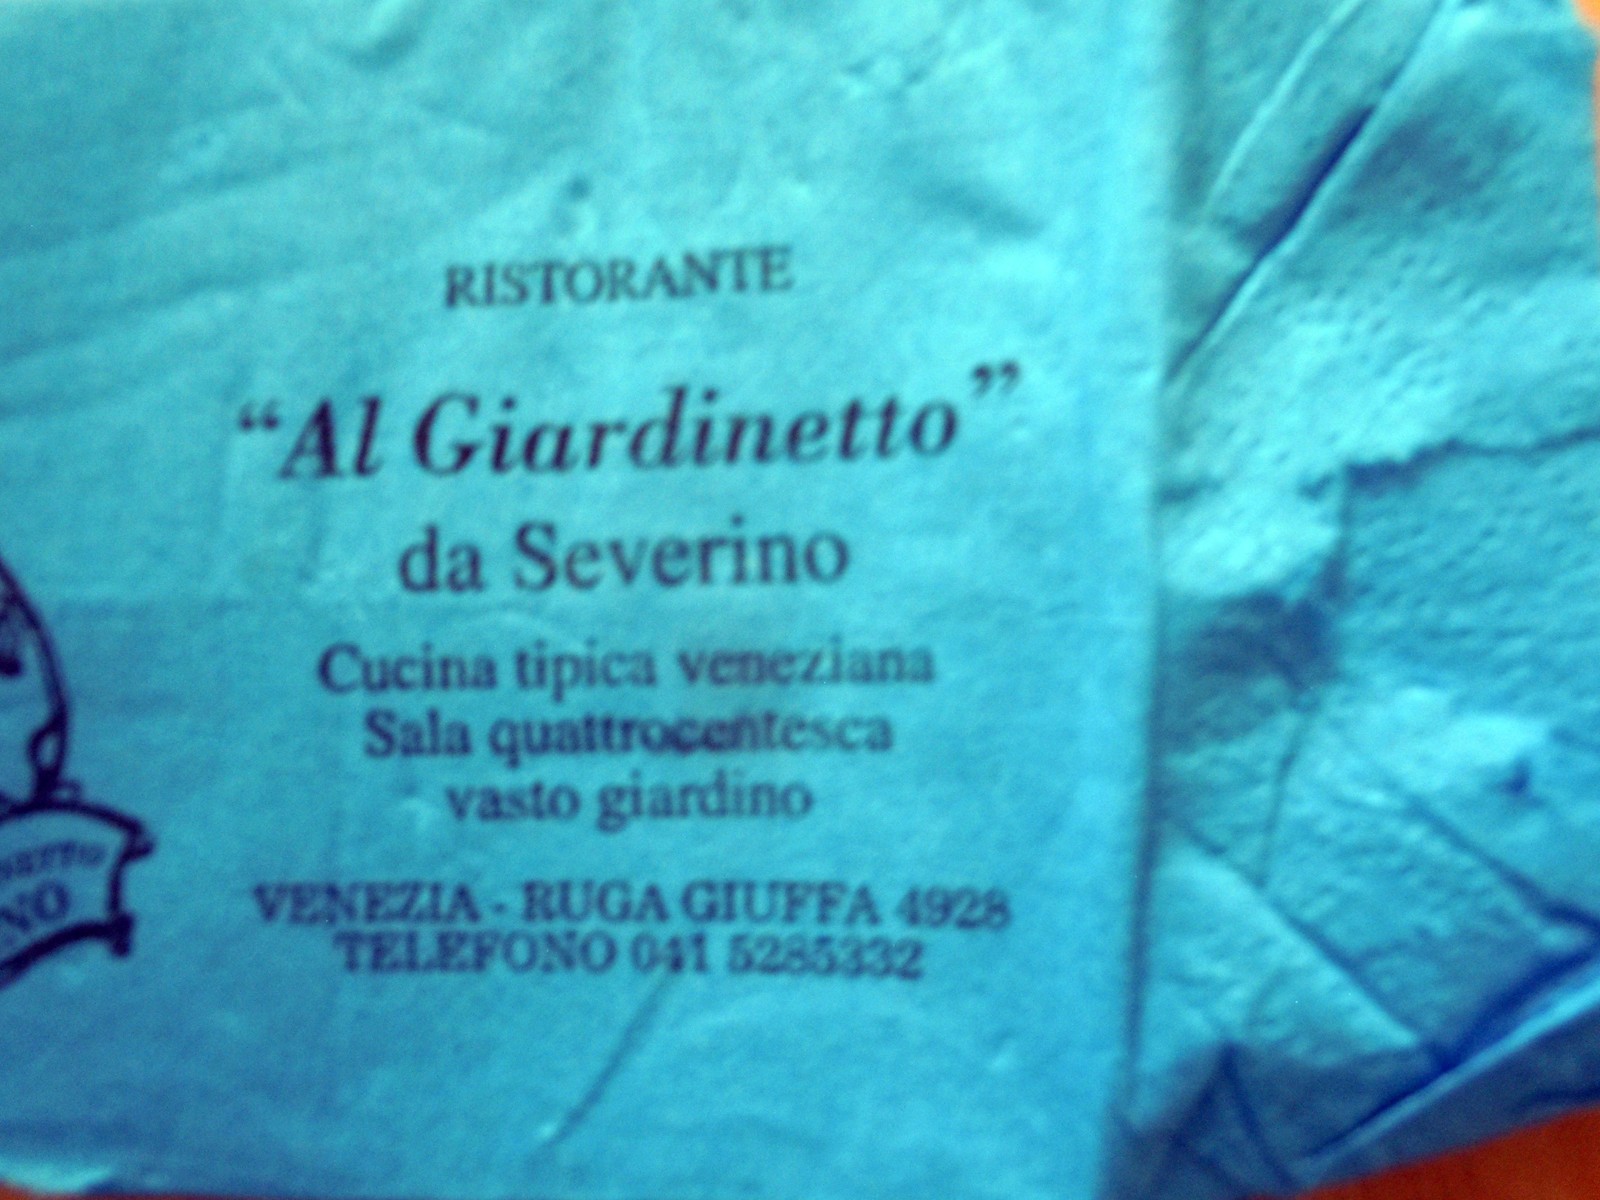 RISTORANTE
“Al Giardinetto”
da Severino
Cucina tipica veneziana
Sala quattrocentesca
vasto giardino
VENEZIA - RUGA GIUFFA 4928
TELEFONO 041 5285332